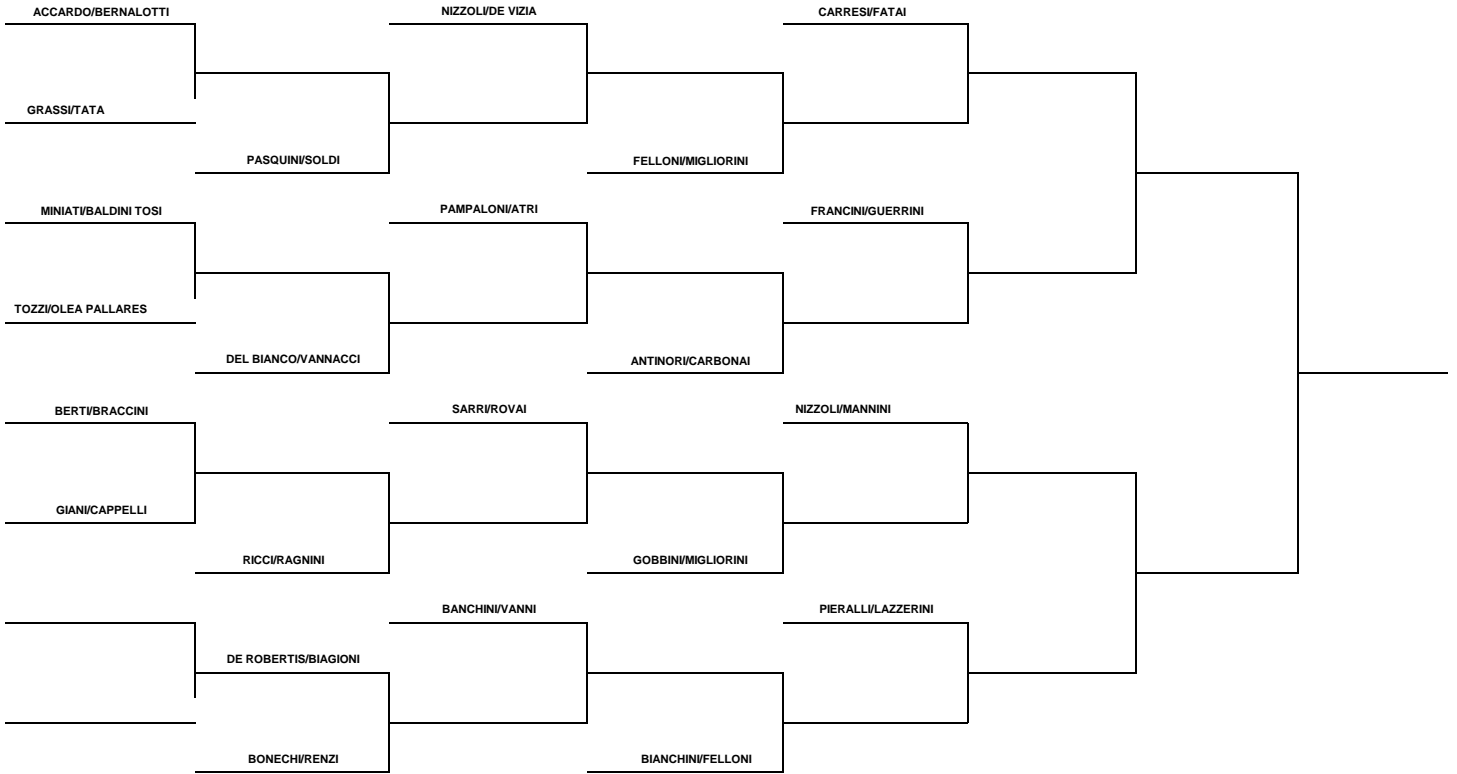 ACCARDO/BERNALOTTI
NIZZOLI/DE VIZIA
CARRESI/FATAI
GRASSI/TATA
PASQUINI/SOLDI
FELLONI/MIGLIORINI
MINIATI/BALDINI TOSI
PAMPALONI/ATRI
FRANCINI/GUERRINI
TOZZI/OLEA PALLARES
DEL BIANCO/VANNACCI
ANTINORI/CARBONAI
BERTI/BRACCINI
SARRI/ROVAI
NIZZOLI/MANNINI
GIANI/CAPPELLI
RICCI/RAGNINI
GOBBINI/MIGLIORINI
BANCHINI/VANNI
PIERALLI/LAZZERINI
DE ROBERTIS/BIAGIONI
BONECHI/RENZI
BIANCHINI/FELLONI